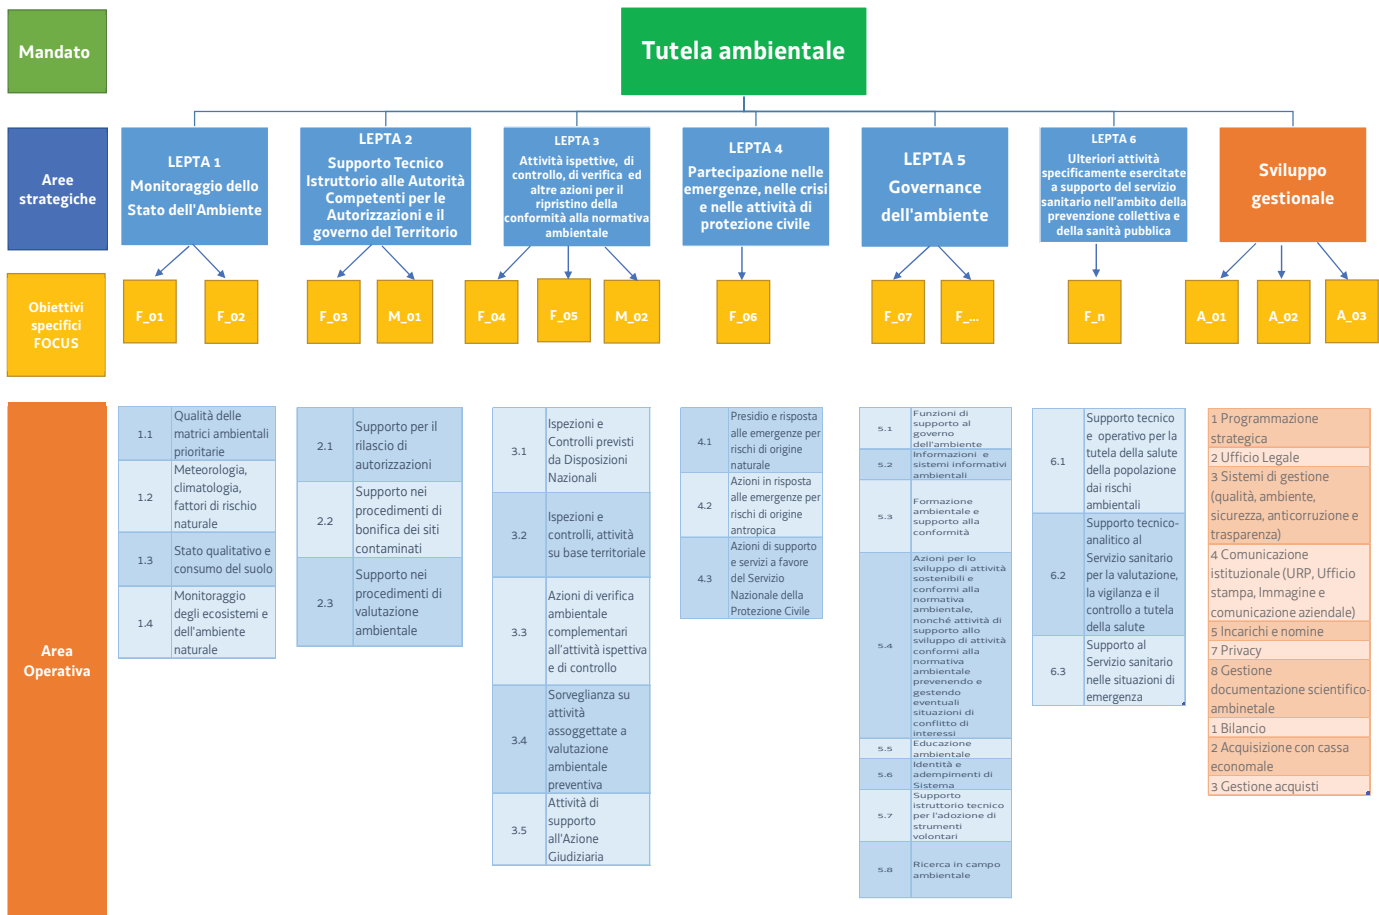 Mandato
Tutela ambientale
Aree
strategiche
LEPTA 1
Monitoraggio dello
Stato dell'Ambiente
LEPTA 2
Supporto Tecnico
Istruttorio alle Autorità
Competenti per le
Autorizzazioni e il
governo del Territorio
LEPTA 3
Attività ispettive, di
controllo, di verifica ed
altre azioni per il
ripristino della
conformità alla normativa
ambientale
LEPTA 4
Partecipazione nelle
emergenze, nelle crisi
e nelle attività di
protezione civile
LEPTA 5
Governance
dell'ambiente
LEPTA 6
Ulteriori attività
specificamente esercitate
a supporto del servizio
sanitario nell'ambito della
prevenzione collettiva e
della sanità pubblica
Sviluppo
gestionale
Obiettivi
specifici
FOCUS
F_01
F_02
F_03
M_01
F_04
F_05
M_02
F_06
F_07
F_...
F_n
A_01
A_02
A_03
Area
Operativa
1.1
Qualità delle
matrici ambientali
prioritarie
1.2
Meteorologia,
climatologia,
fattori di rischio
naturale
1.3
Stato qualitativo e
consumo del suolo
1.4
Monitoraggio
degli ecosistemi e
dell'ambiente
naturale
2.1
Supporto per il
rilascio di
autorizzazioni
2.2
Supporto nei
procedimenti di
bonifica dei siti
contaminati
2.3
Supporto nei
procedimenti di
valutazione
ambientale
3.1
Ispezioni e
Controlli previsti
da Disposizioni
Nazionali
3.2
Ispezioni e
controlli, attività
su base territoriale
3.3
Azioni di verifica
ambientale
complementari
all'attività ispettiva
e di controllo
3.4
Sorveglianza su
attività
assoggettate a
valutazione
ambientale
preventiva
3.5
Attività di
supporto
all'Azione
Giudiziaria
4.1
Presidio e risposta
alle emergenze per
rischi di origine
naturale
4.2
Azioni in risposta
alle emergenze per
rischi di origine
antropica
4.3
Azioni di supporto
e servizi a favore
del Servizio
Nazionale della
Protezione Civile
5.1
Funzioni di
supporto al
governo
dell'ambiente
5.2
Informazioni e
sistemi informativi
ambientali
5.3
Formazione
ambientale e
supporto alla
conformità
5.4
Azioni per lo
sviluppo di attività
sostenibili e
conformi alla
normativa
ambientale,
nonché attività di
supporto allo
sviluppo di attività
conformi alla
normativa
ambientale
prevenendo e
gestendo
eventuali
situazioni di
conflitto di
interessi
5.5
Educazione
ambientale
5.6
Identità e
adempimenti di
Sistema
5.7
Supporto
istruttorio tecnico
per l'adozione di
strumenti
volontari
5.8
Ricerca in campo
ambientale
6.1
Supporto tecnico
e operativo per la
tutela della salute
della popolazione
dai rischi
ambientali
6.2
Supporto tecnico-
analitico al
Servizio sanitario
per la valutazione,
la vigilanza e il
controllo a tutela
della salute
6.3
Supporto al
Servizio sanitario
nelle situazioni di
emergenza
1 Programmazione
strategica
2 Ufficio Legale
3 Sistemi di gestione
(qualità, ambiente,
sicurezza, anticorruzione e
trasparenza)
4 Comunicazione
istituzionale (URP, Ufficio
stampa, Immagine e
comunicazione aziendale)
5 Incarichi e nomine
7 Privacy
8 Gestione
documentazione scientifico-
ambinetale
1 Bilancio
2 Acquisizione con cassa
economale
3 Gestione acquisti